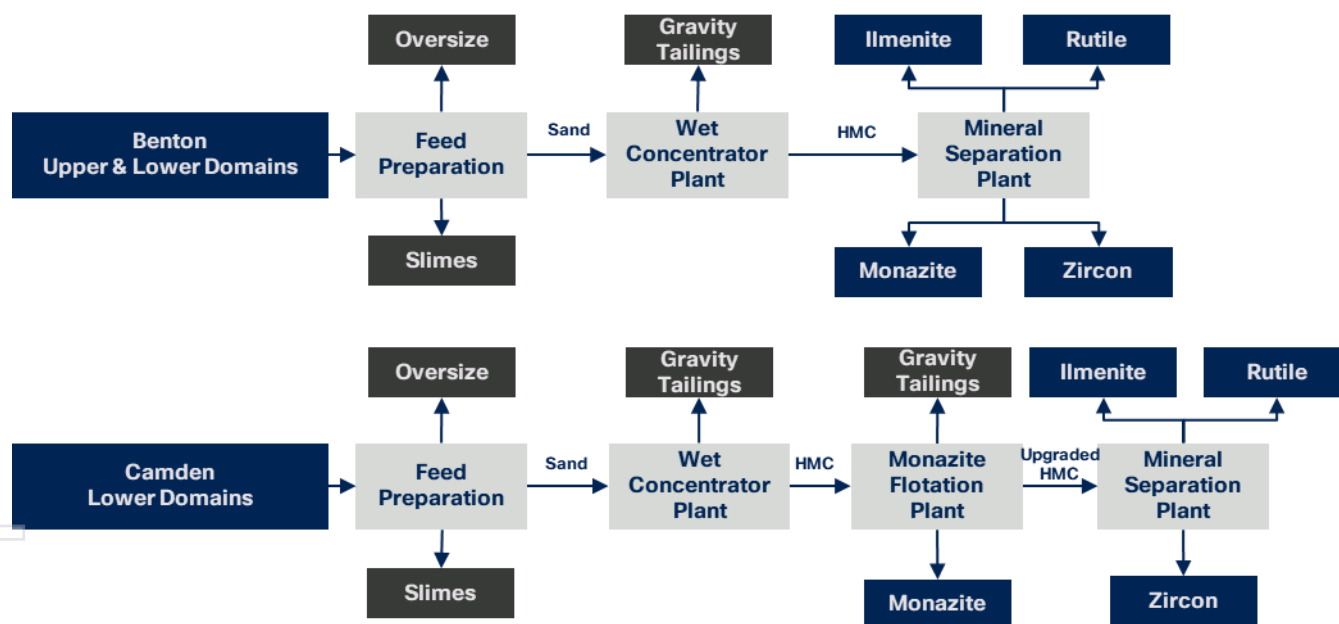 Oversize
Gravity
Tailings
Ilmenite
Rutile
Benton
Upper & Lower Domains
Feed
Preparation
Sand
Wet
Concentrator
Plant
HMC
Mineral
Separation
Plant
Slimes
Monazite
Zircon
Oversize
Gravity
Tailings
Gravity
Tailings
Ilmenite
Rutile
Camden
Lower Domains
Feed
Preparation
Sand
Wet
Concentrator
Plant
HMC
Monazite
Flotation
Plant
Upgraded
HMC
Mineral
Separation
Plant
Slimes
Monazite
Zircon